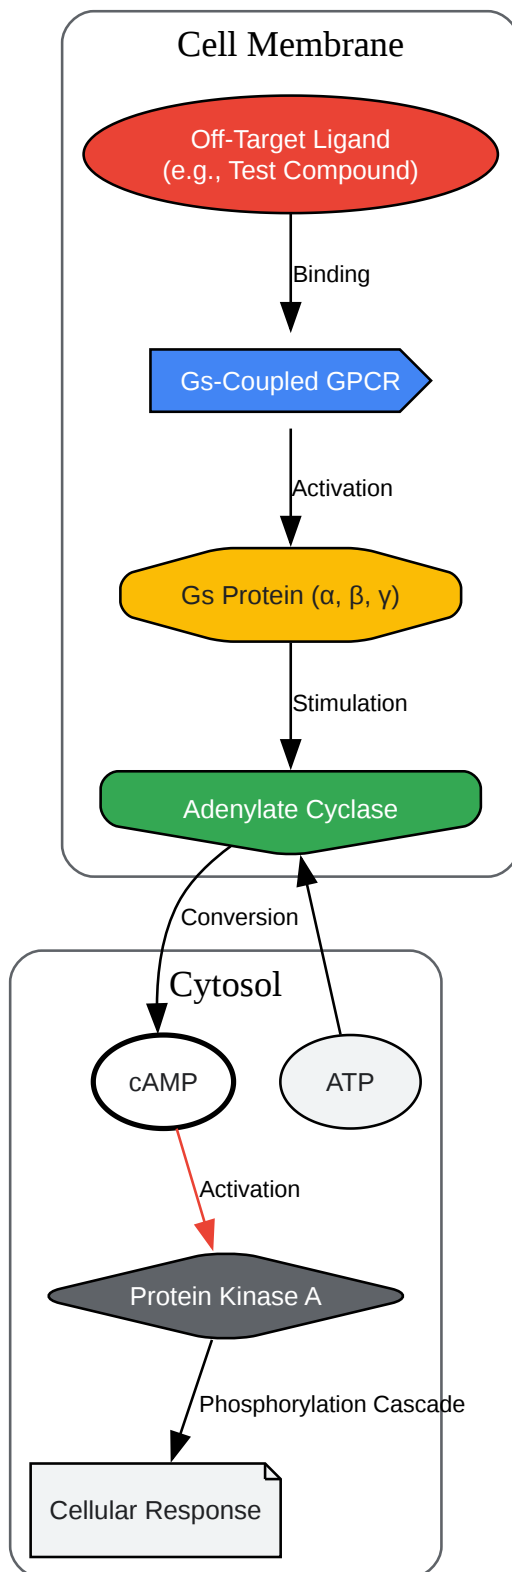 Cell Membrane
Off-Target Ligand
(e.g., Test Compound)
Binding
Gs-Coupled GPCR
Activation
Gs Protein (α, β, γ)
Stimulation
Adenylate Cyclase
Conversion
Cytosol
cAMP
ATP
Activation
Protein Kinase A
Phosphorylation Cascade
Cellular Response